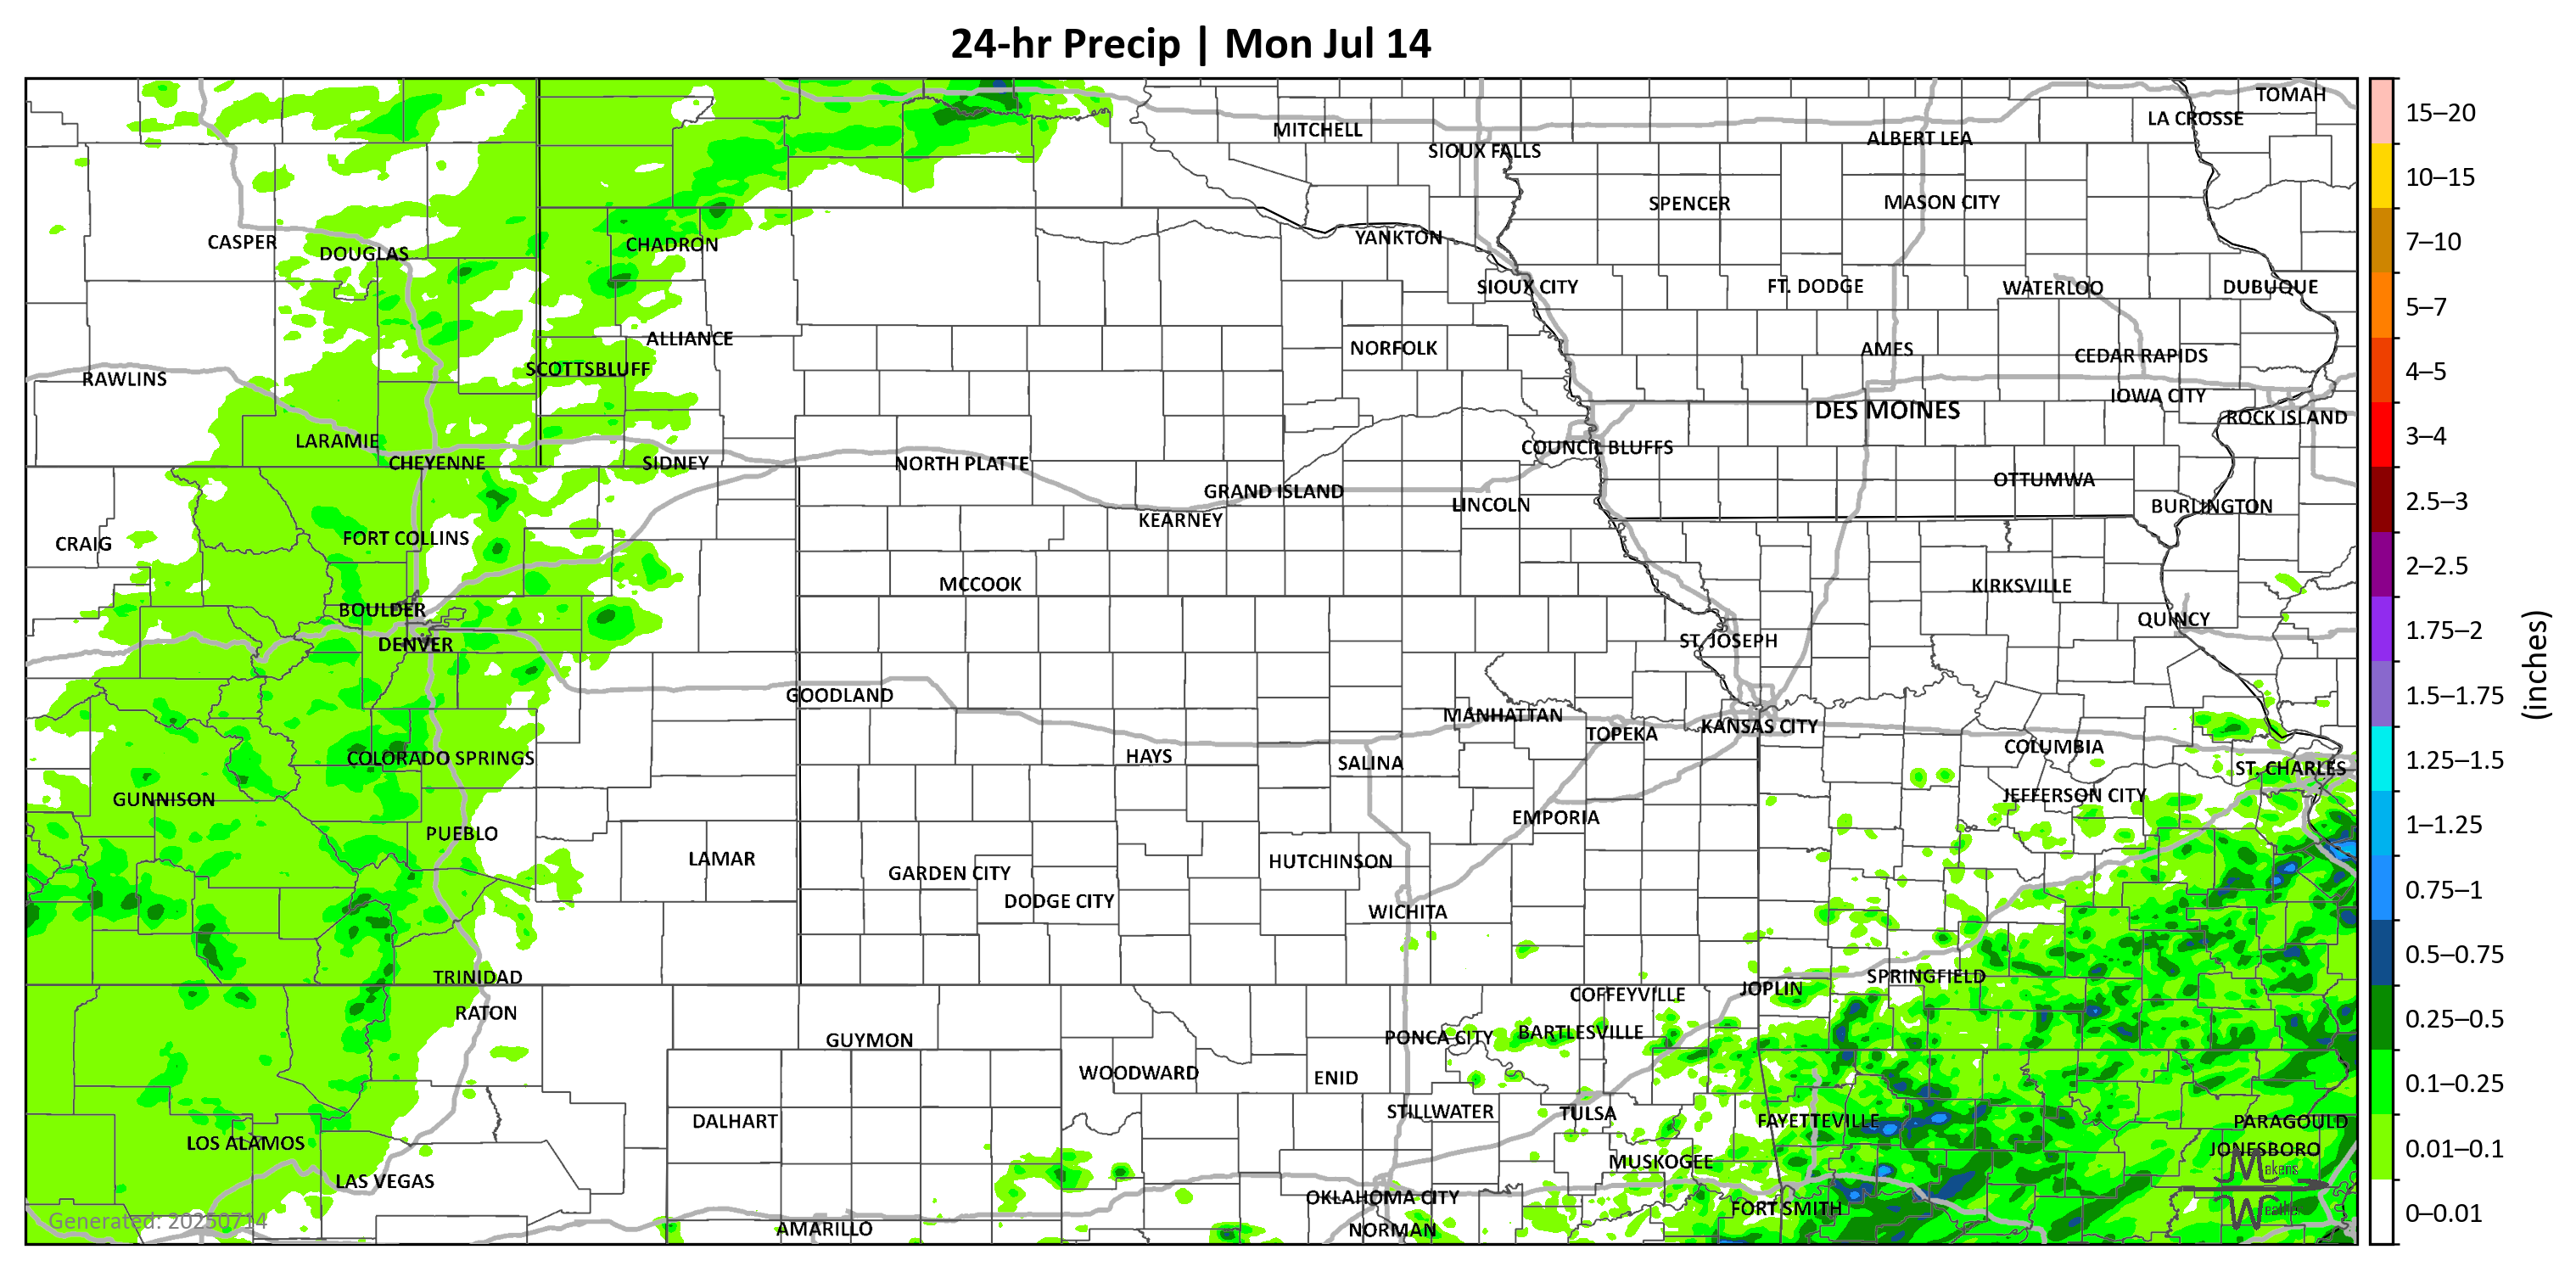 24-hr Precip | Mon Jul 14
TOMAH
LA CROSSE
MITCHELL
ALBERT LEA
SIOUX FALLS
SPENCER
MASON CITY
CASPER
DOUGLAS
CHADRON
YANKTON
SIOUX CITY
FT. DODGE
WATERLOO
DUBUQUE
ALLIANCE
NORFOLK
AMES
CEDAR RAPIDS
SCOTTSBLUFF
RAWLINS
IOWA CITY
DES MOINES
ROCK ISLAND
LARAMIE
COUNCIL BLUFFS
CHEYENNE
SIDNEY
NORTH PLATTE
OTTUMWA
GRAND ISLAND
LINCOLN
BURLINGTON
KEARNEY
CRAIG
FORT COLLINS
MCCOOK
KIRKSVILLE
BOULDER
QUINCY
DENVER
ST. JOSEPH
GOODLAND
MANHATTAN
TOPEKA
KANSAS CITY
COLUMBIA
COLORADO SPRINGS
HAYS
SALINA
ST. CHARLES
GUNNISON
JEFFERSON CITY
EMPORIA
PUEBLO
LAMAR
HUTCHINSON
GARDEN CITY
DODGE CITY
WICHITA
TRINIDAD
SPRINGFIELD
JOPLIN
COFFEYVILLE
RATON
GUYMON
PONCA CITY
BARTLESVILLE
WOODWARD
ENID
STILLWATER
TULSA
DALHART
FAYETTEVILLE
PARAGOULD
LOS ALAMOS
JONESBORO
MUSKOGEE
LAS VEGAS
OKLAHOMA CITY
FORT SMITH
AMARILLO
NORMAN
Generated: 20250714
Makens
Weather
15–20
10–15
7–10
5–7
4–5
3–4
2.5–3
2–2.5
1.75–2
1.5–1.75
1.25–1.5
1–1.25
0.75–1
0.5–0.75
0.25–0.5
0.1–0.25
0.01–0.1
0–0.01
(inches)